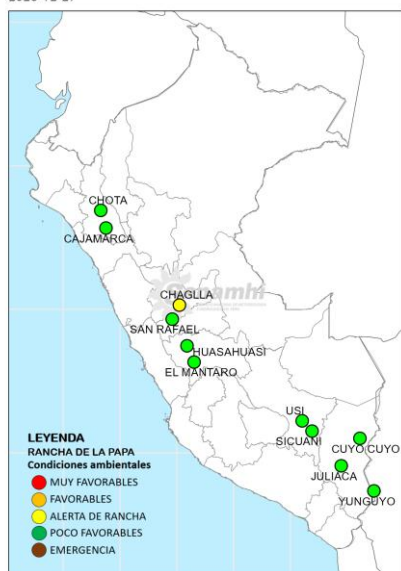 CHOTA
CAJAMARCA
CHAGLLA
SAN RAFAEL
HUASAHUASI
EL MANTARO
USI
SICUANI
CUYO CUYO
JULIACA
YUNGUYO
LEYENDA
RANCHA DE LA PAPA
Condiciones ambientales
MUY FAVORABLES
FAVORABLES
ALERTA DE RANCHA
POCO FAVORABLES
EMERGENCIA